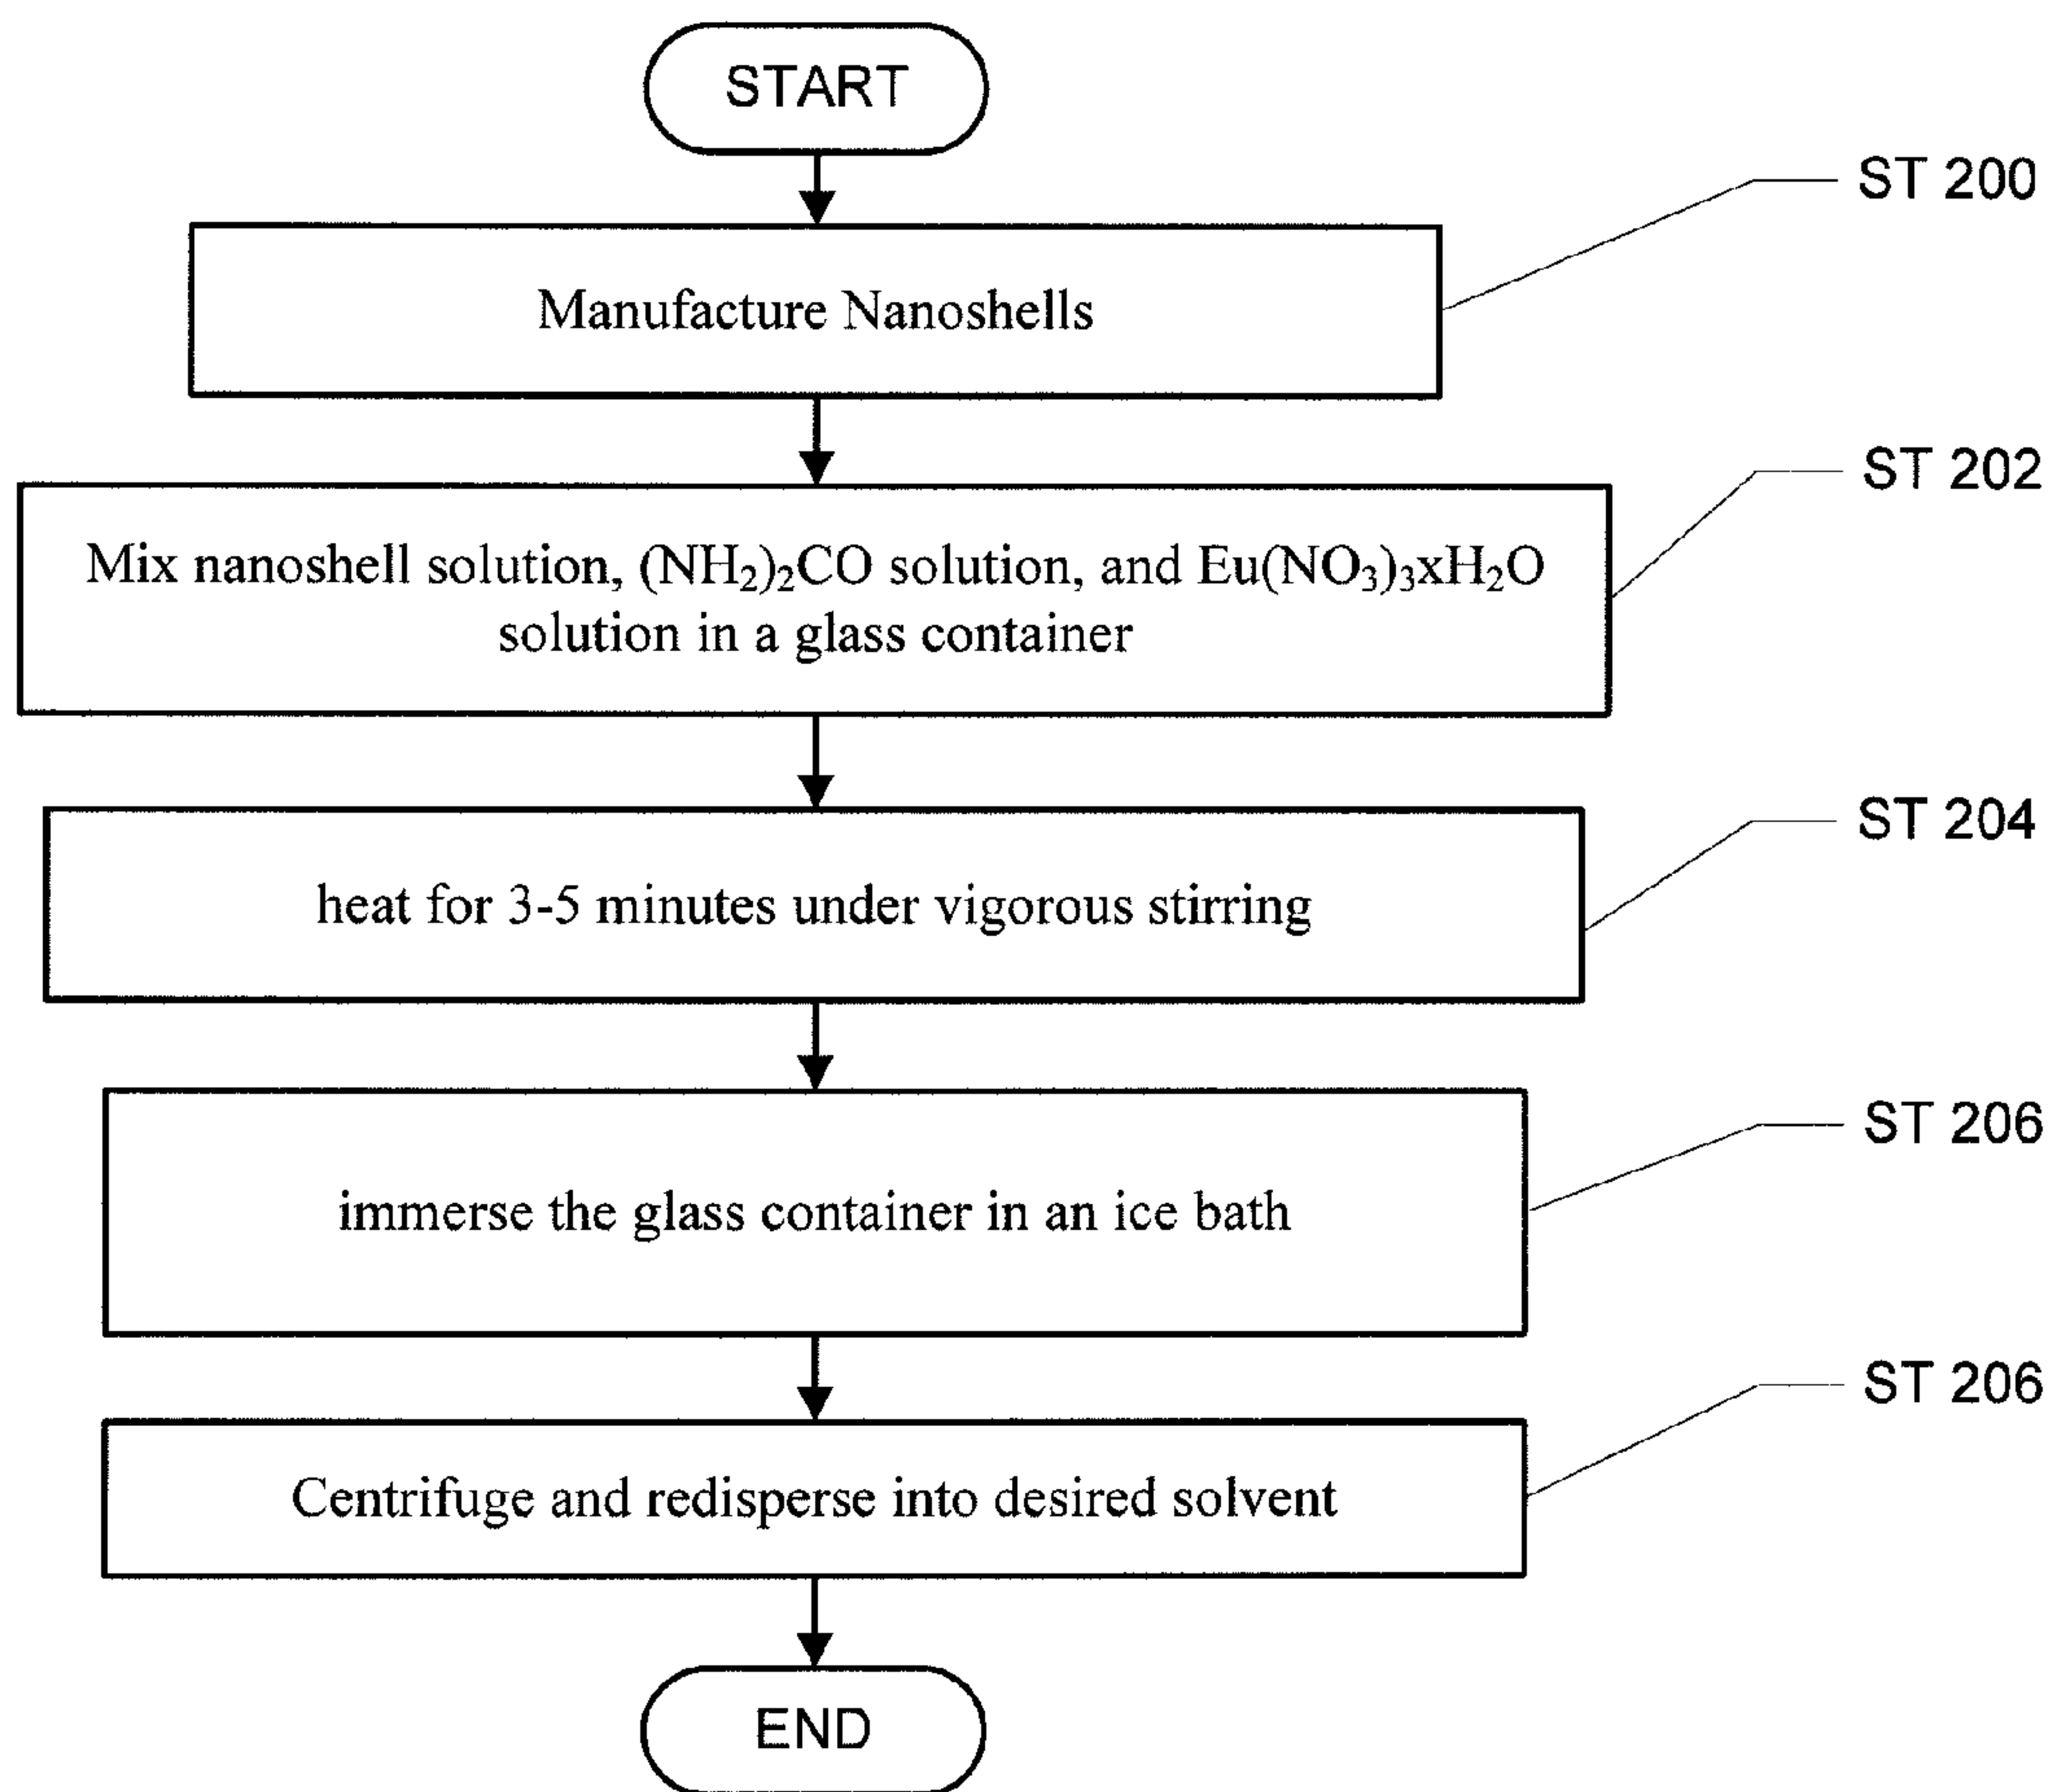 START
ST 200
Manufacture Nanoshells
ST 202
Mix nanoshell solution, (NH₂)₂CO solution, and Eu(NO₃)₃xH₂O
solution in a glass container
ST 204
heat for 3-5 minutes under vigorous stirring
ST 206
immerse the glass container in an ice bath
ST 206
Centrifuge and redisperse into desired solvent
END